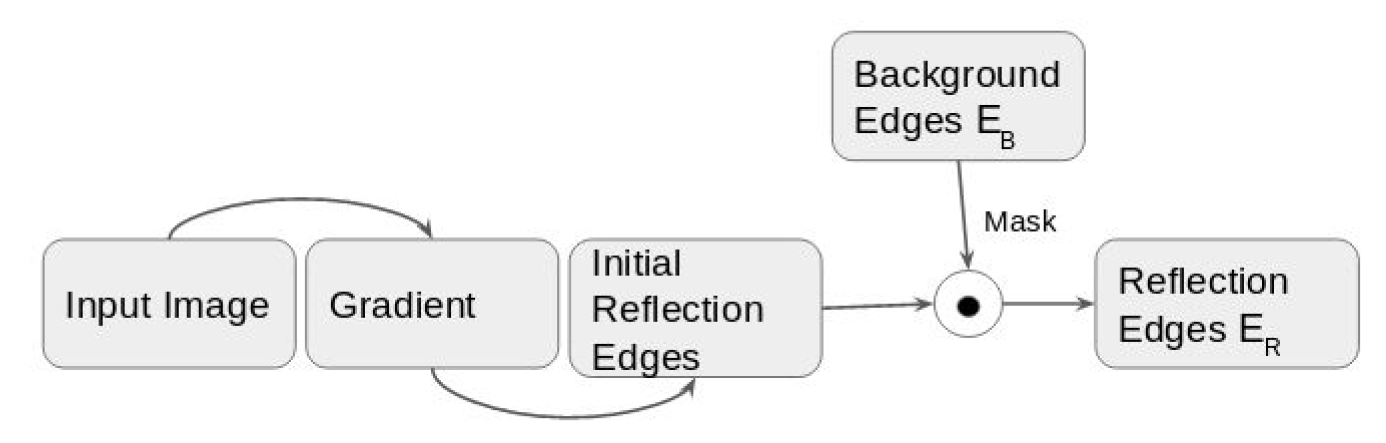 Background
Edges E_B
Mask
Input Image
Gradient
Initial
Reflection
Edges
Reflection
Edges E_R